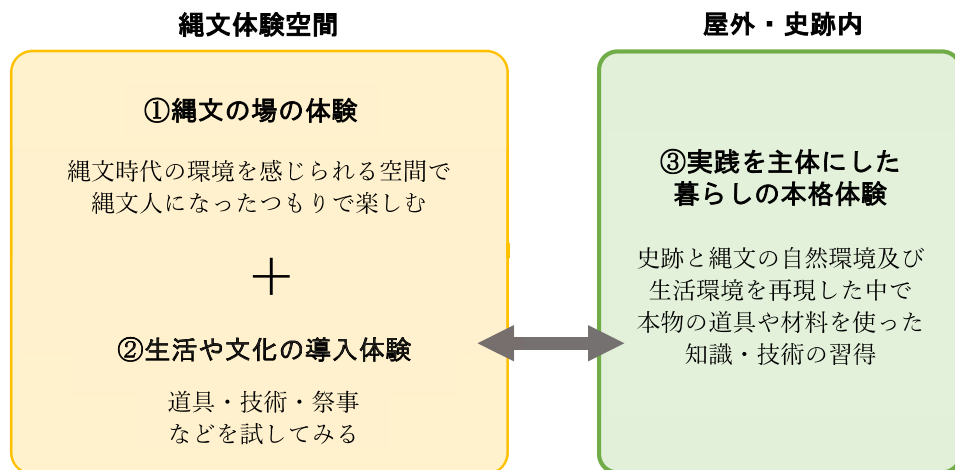 縄文体験空間
①縄文の場の体験
縄文時代の環境を感じられる空間で
縄文人になったつもりで楽しむ
＋
②生活や文化の導入体験
道具・技術・祭事
などを試してみる
屋外・史跡内
③実践を主体にした
暮らしの本格体験
史跡と縄文の自然環境及び
生活環境を再現した中で
本物の道具や材料を使った
知識・技術の習得